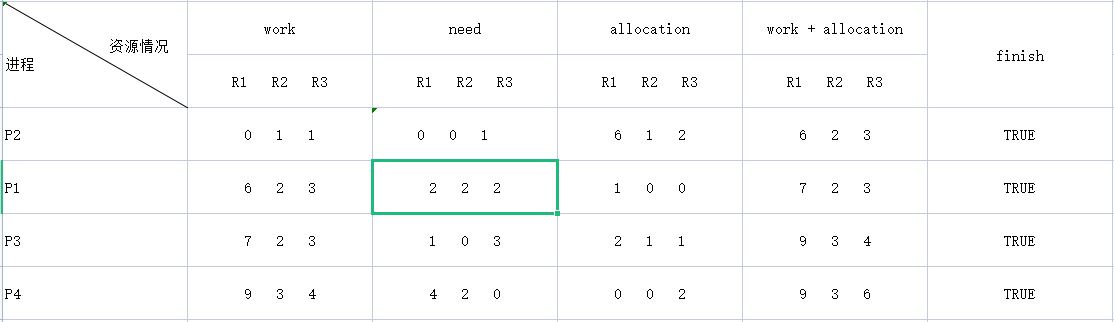 资源情况 work need allocation work + allocation finish
进程 R1 R2 R3 R1 R2 R3 R1 R2 R3 R1 R2 R3
P2 0 1 1 0 0 1 6 1 2 6 2 3 TRUE
P1 6 2 3 2 2 2 1 0 0 7 2 3 TRUE
P3 7 2 3 1 0 3 2 1 1 9 3 4 TRUE
P4 9 3 4 4 2 0 0 0 2 9 3 6 TRUE